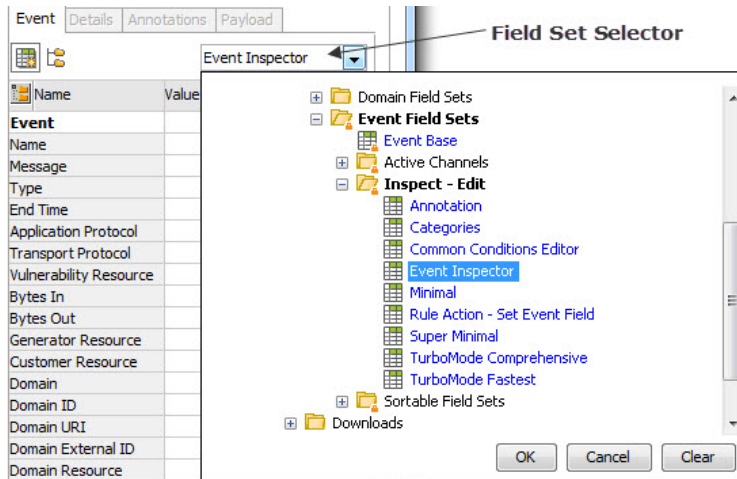 Event Details Annotations Payload
Field Set Selector
Event Inspector
Name Value
Event
Name
Message
Type
End Time
Application Protocol
Transport Protocol
Vulnerability Resource
Bytes In
Bytes Out
Generator Resource
Customer Resource
Domain
Domain ID
Domain URI
Domain External ID
Domain Resource
Domain Field Sets
Event Field Sets
Event Base
Active Channels
Inspect - Edit
Annotation
Categories
Common Conditions Editor
Event Inspector
Minimal
Rule Action - Set Event Field
Super Minimal
TurboMode Comprehensive
TurboMode Fastest
Sortable Field Sets
Downloads
OK Cancel Clear